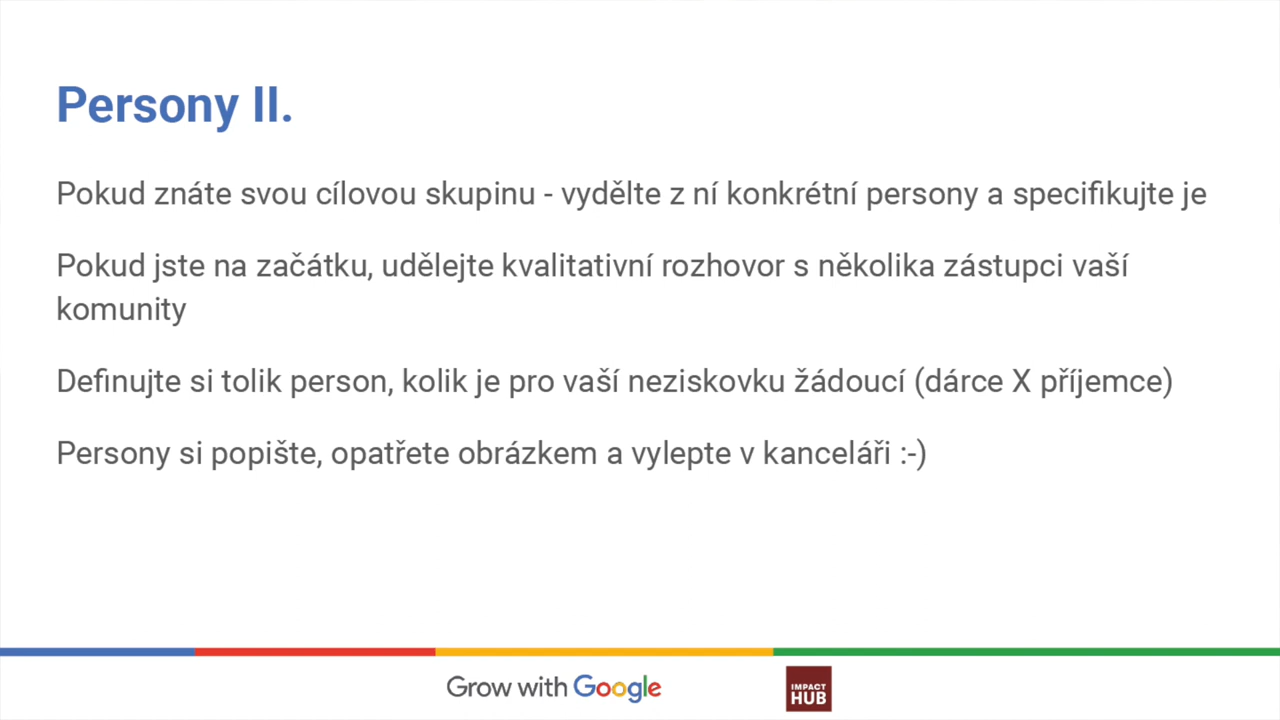 Persony II.
Pokud znáte svou cílovou skupinu - vydělte z ní konkrétní persony a specifikujte je
Pokud jste na začátku, udělejte kvalitativní rozhovor s několika zástupci vaší
komunity
Definujte si tolik person, kolik je pro vaší neziskovku žádoucí (dárce X příjemce)
Persony si popište, opatřete obrázkem a vylepte v kanceláři :-)
Grow with Google
IMPACT
HUB